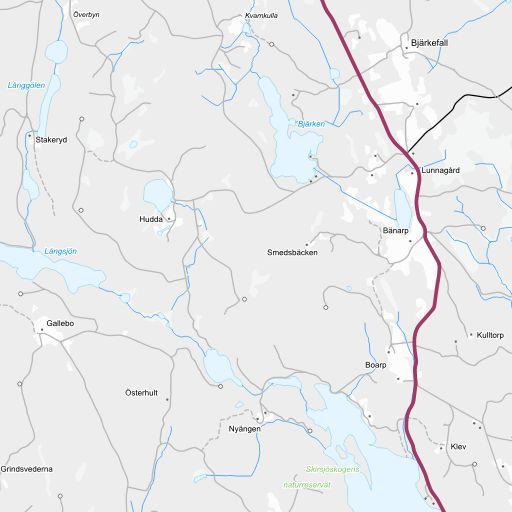 Överbyn
Kvarnkulla
Bjärkefall
Långgölen
Bjärken
Stakeryd
Lunnagård
Hudda
Bänarp
Långsjön
Smedsbäcken
Gallebo
Kulltorp
Boarp
Österhult
Nyängen
Klev
Grindsvederna
Skirsjöskogens
naturreservat